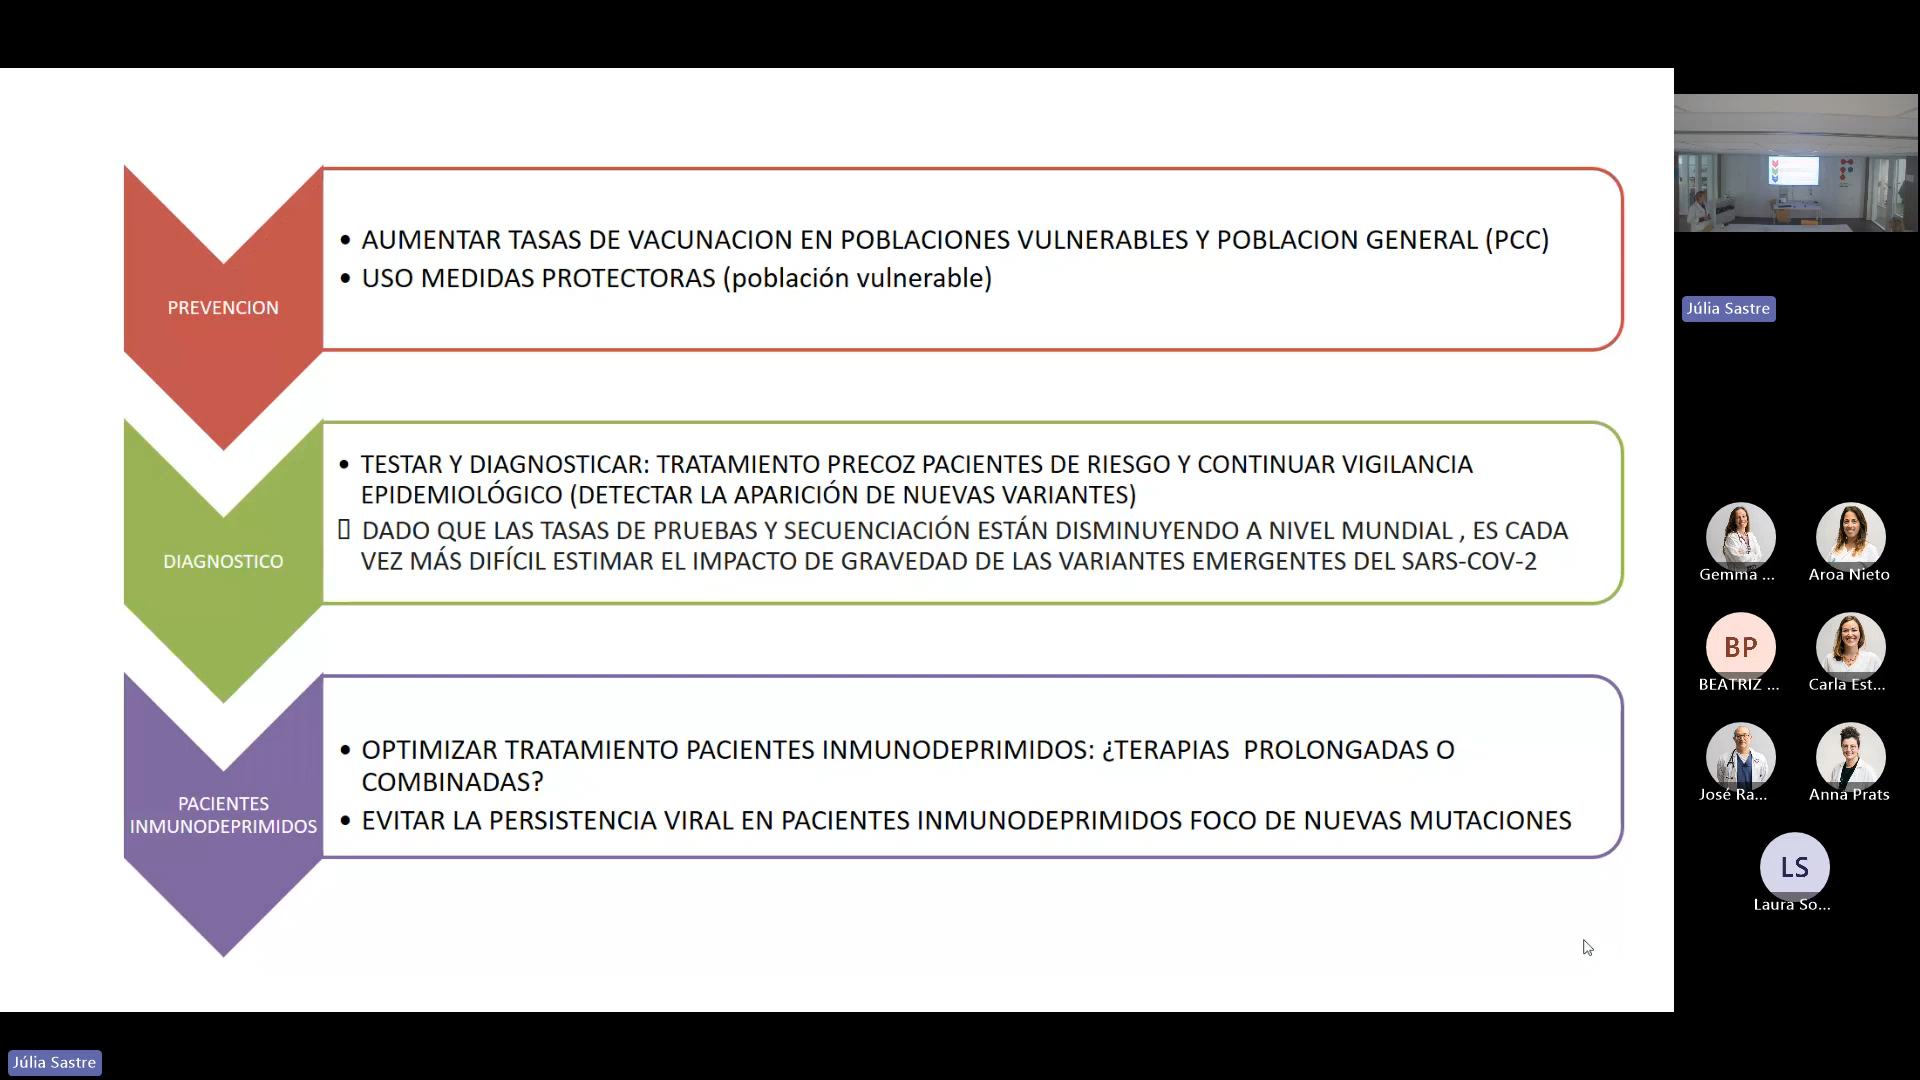 PREVENCION
• AUMENTAR TASAS DE VACUNACION EN POBLACIONES VULNERABLES Y POBLACION GENERAL (PCC)
• USO MEDIDAS PROTECTORAS (población vulnerable)
DIAGNOSTICO
• TESTAR Y DIAGNOSTICAR: TRATAMIENTO PRECOZ PACIENTES DE RIESGO Y CONTINUAR VIGILANCIA
EPIDEMIOLÓGICO (DETECTAR LA APARICIÓN DE NUEVAS VARIANTES)
DADO QUE LAS TASAS DE PRUEBAS Y SECUENCIACIÓN ESTÁN DISMINUYENDO A NIVEL MUNDIAL , ES CADA
VEZ MÁS DIFÍCIL ESTIMAR EL IMPACTO DE GRAVEDAD DE LAS VARIANTES EMERGENTES DEL SARS-COV-2
PACIENTES
INMUNODEPRIMIDOS
• OPTIMIZAR TRATAMIENTO PACIENTES INMUNODEPRIMIDOS: ¿TERAPIAS  PROLONGADAS O
COMBINADAS?
• EVITAR LA PERSISTENCIA VIRAL EN PACIENTES INMUNODEPRIMIDOS FOCO DE NUEVAS MUTACIONES
Júlia Sastre
Gemma ...
Aroa Nieto
BP
BEATRIZ ...
Carla Est...
José Ra...
Anna Prats
LS
Laura So...
Júlia Sastre